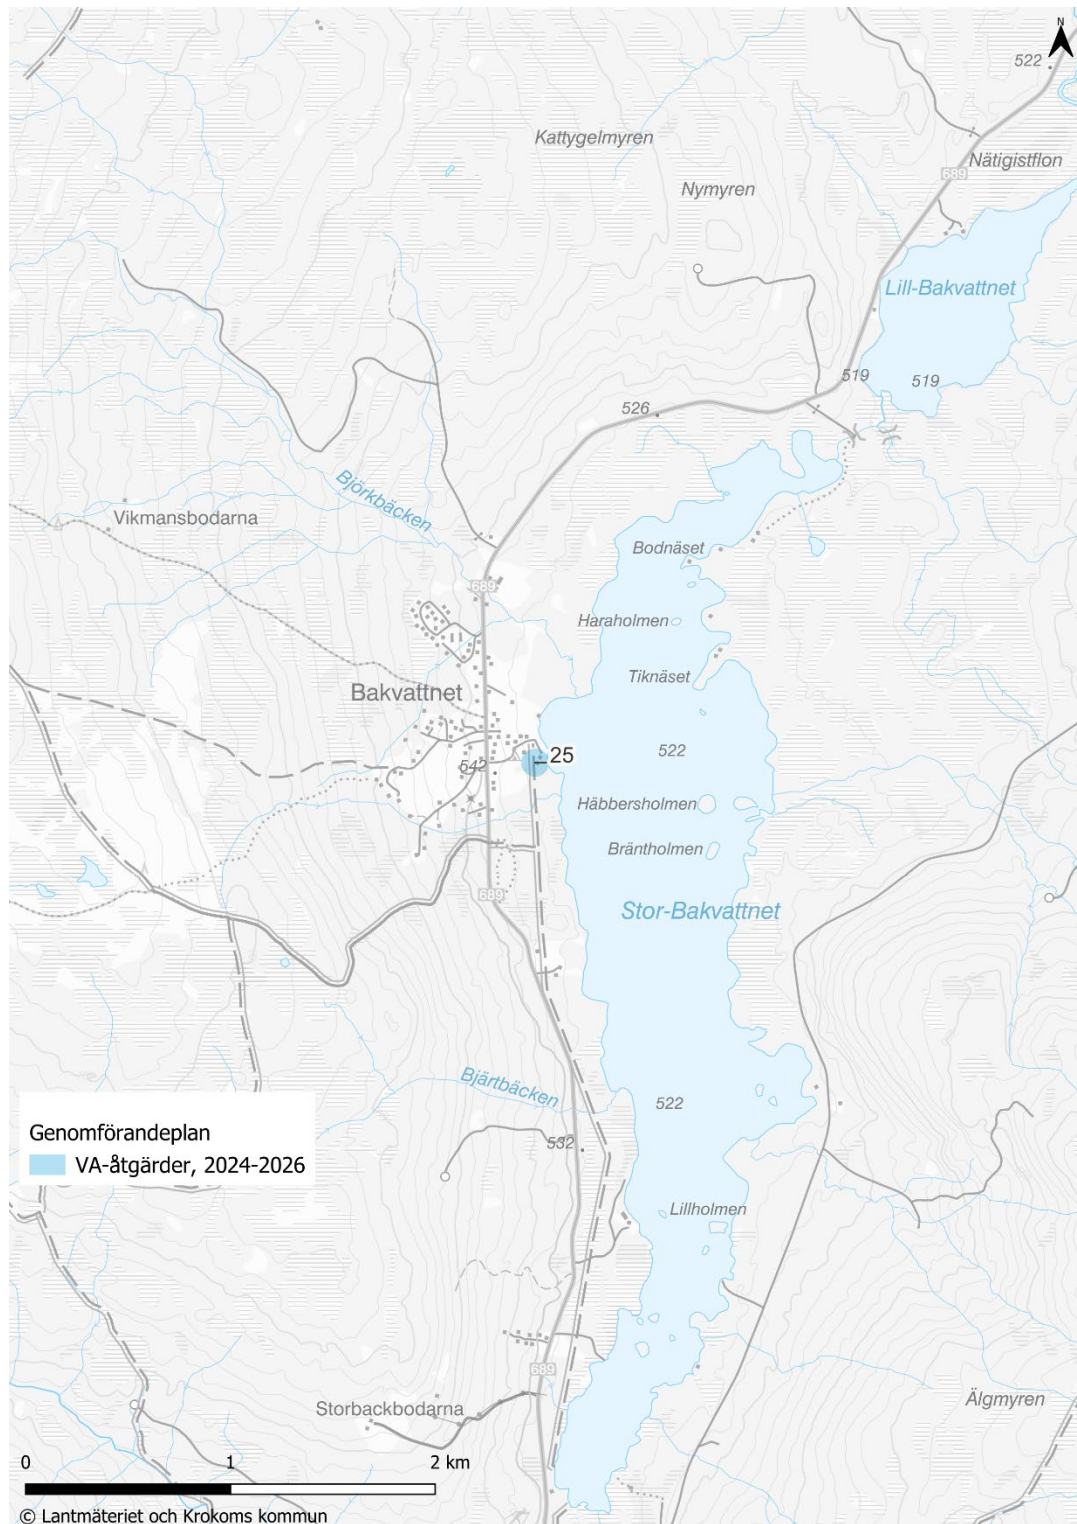 N
522
Kattygelmyren
Nätigistflon
689
Nymyren
Lill-Bakvattnet
519
519
526
Björkbäcken
Vikmansbodarna
Bodnäset
689
Haraholmen
Tiknäset
Bakvattnet
522
25
542
Häbbersholmen
Bräntholmen
689
Stor-Bakvattnet
Bjärtbäcken
522
532
Genomförandeplan
VA-åtgärder, 2024-2026
Lillholmen
689
Älgmyren
Storbackbodarna
0 1 2 km
© Lantmäteriet och Krokoms kommun